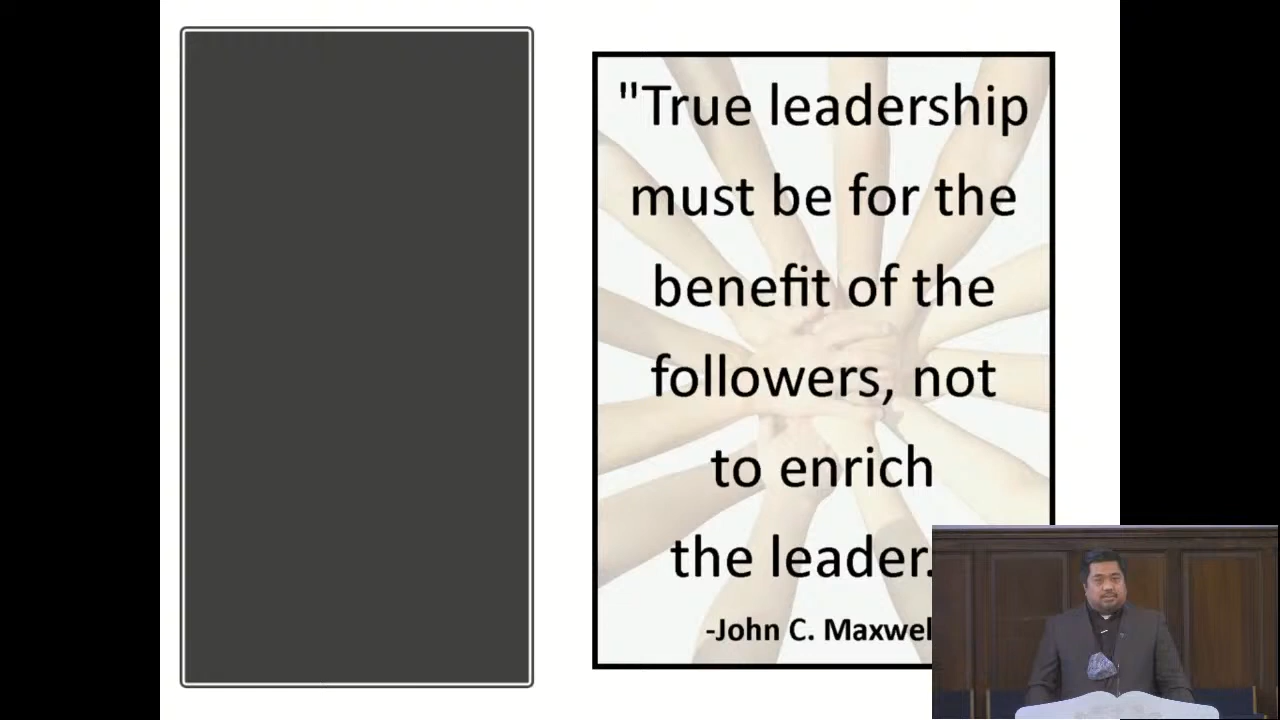 "True leadership
must be for the
benefit of the
followers, not
to enrich
the leader.
-John C. Maxwel